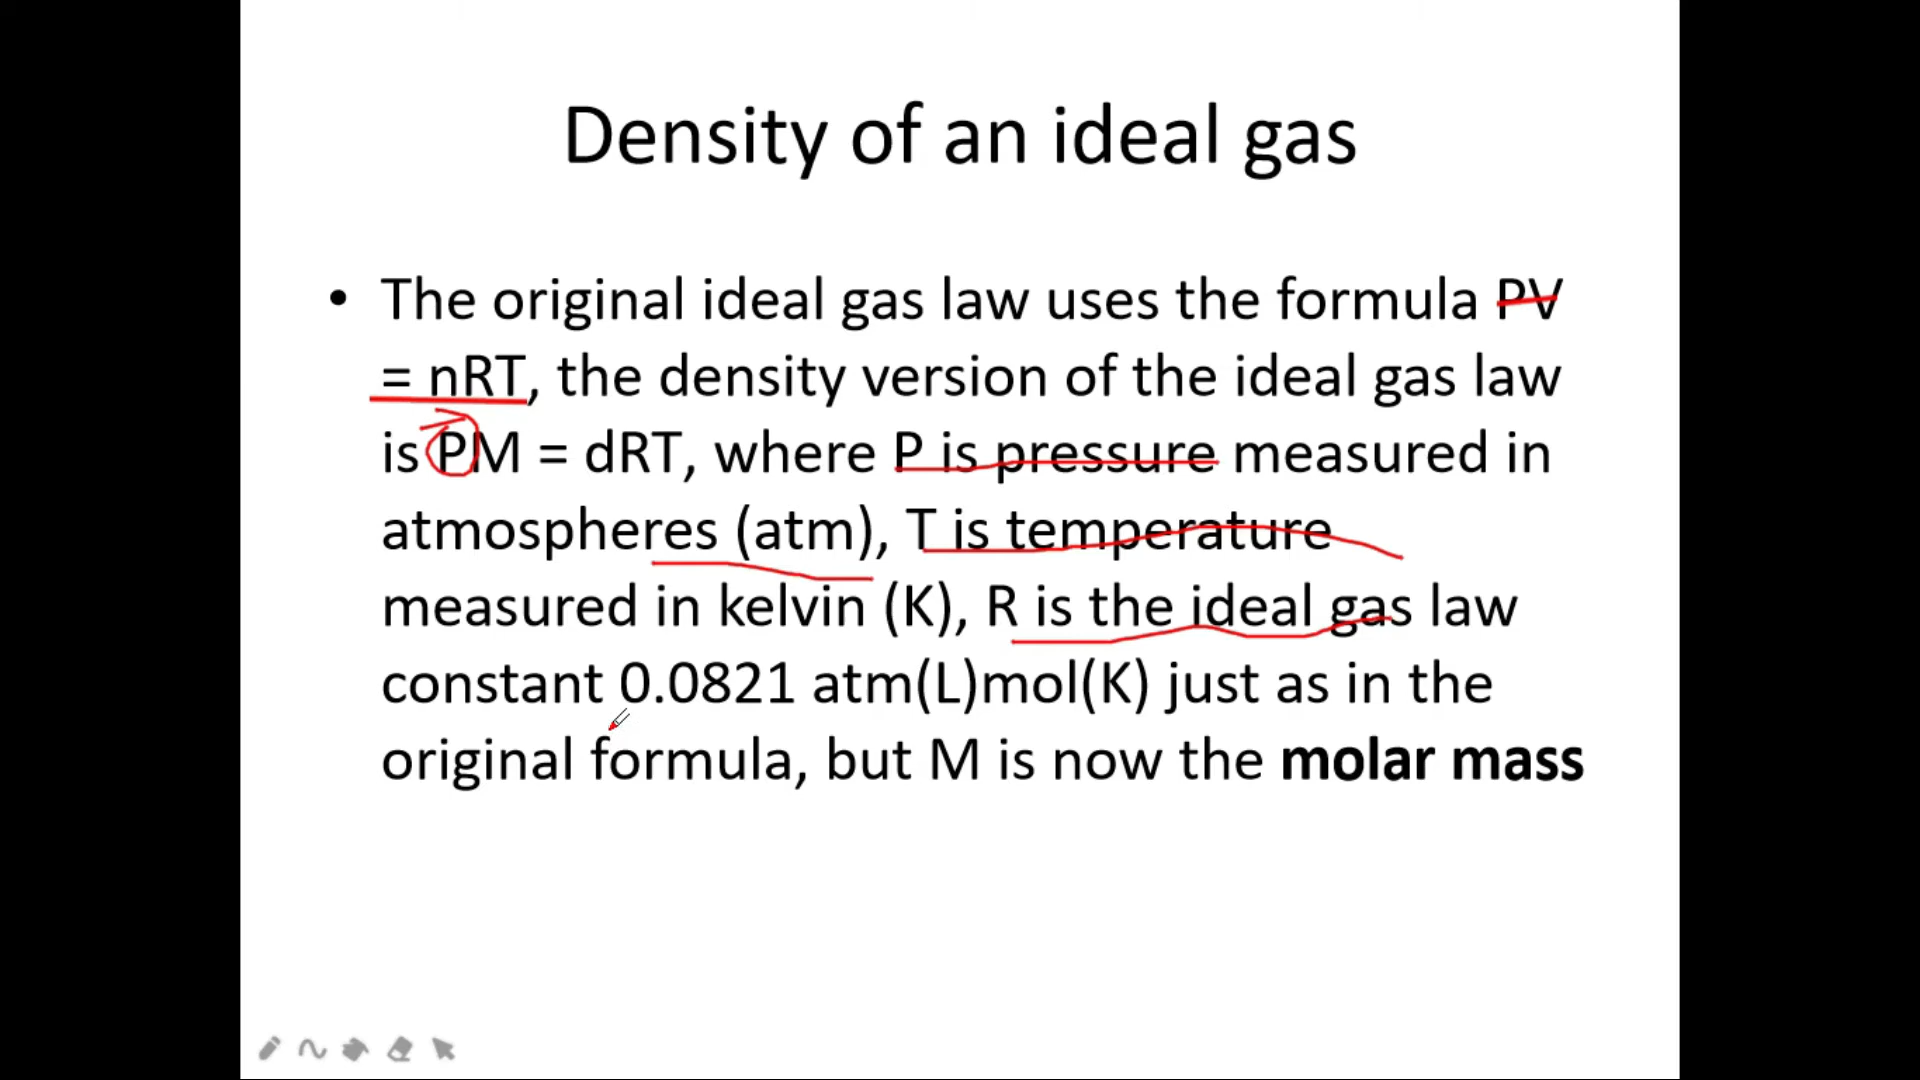 Density of an ideal gas
• The original ideal gas law uses the formula PV
= nRT, the density version of the ideal gas law
is PM = dRT, where P is pressure measured in
atmospheres (atm), T is temperature
measured in kelvin (K), R is the ideal gas law
constant 0.0821 atm(L)mol(K) just as in the
original formula, but M is now the molar mass